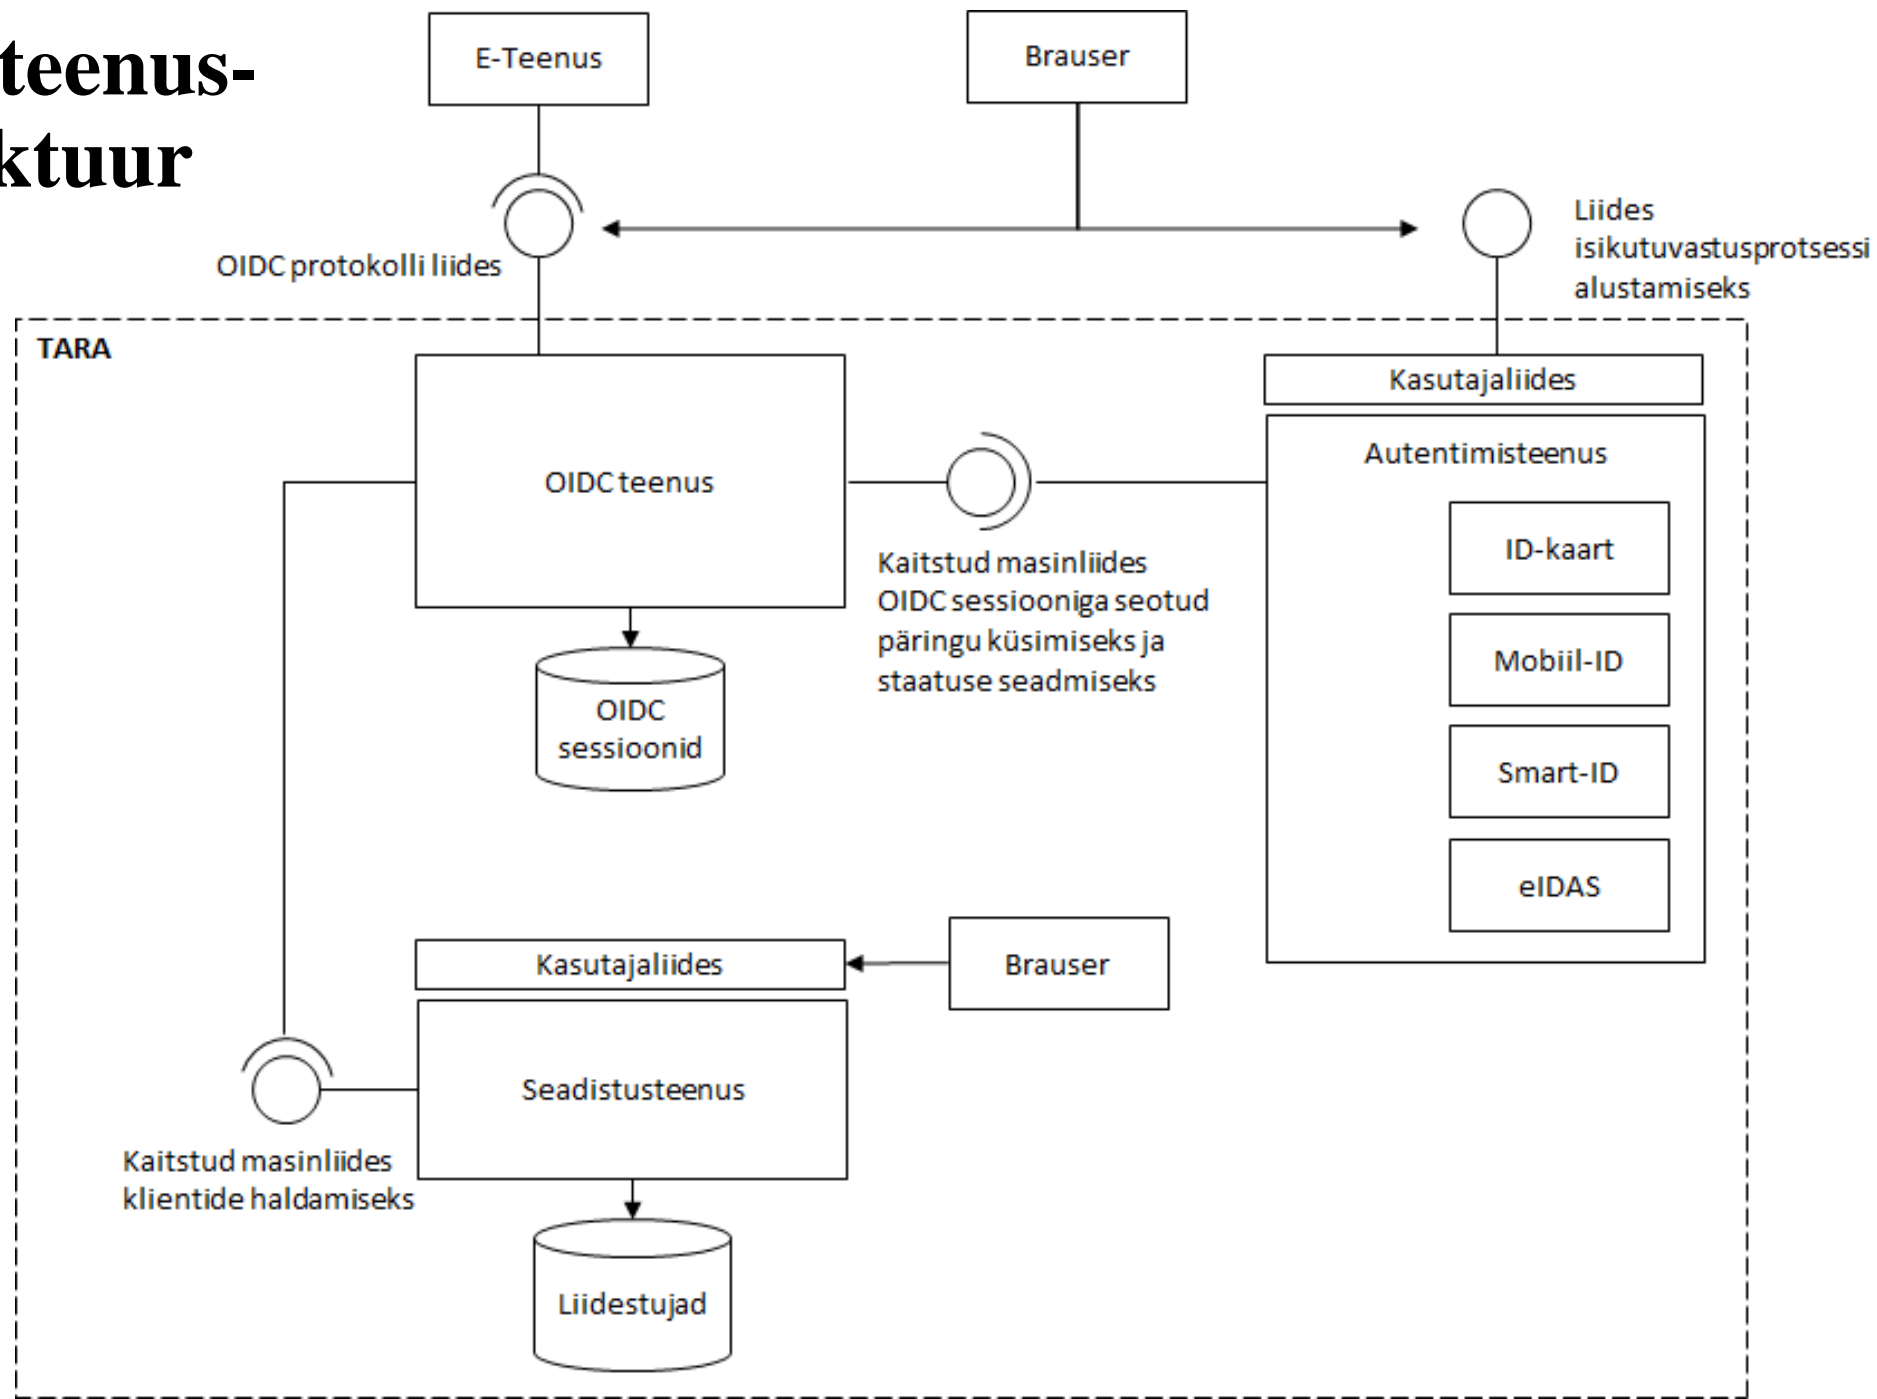 teenus-
ktuur
E-Teenus
Brauser
OIDC protokolli liides
Liides
isikutuvastusprotsessi
alustamiseks
TARA
Kasutajaliides
OIDC teenus
Autentimisteenus
ID-kaart
Mobiil-ID
Smart-ID
eIDAS
Kaitstud masinliides
OIDC sessiooniga seotud
päringu küsimiseks ja
staatuse seadmiseks
OIDC
sessioonid
Kasutajaliides
Brauser
Seadistusteenus
Kaitstud masinliides
klientide haldamiseks
Liidestujad